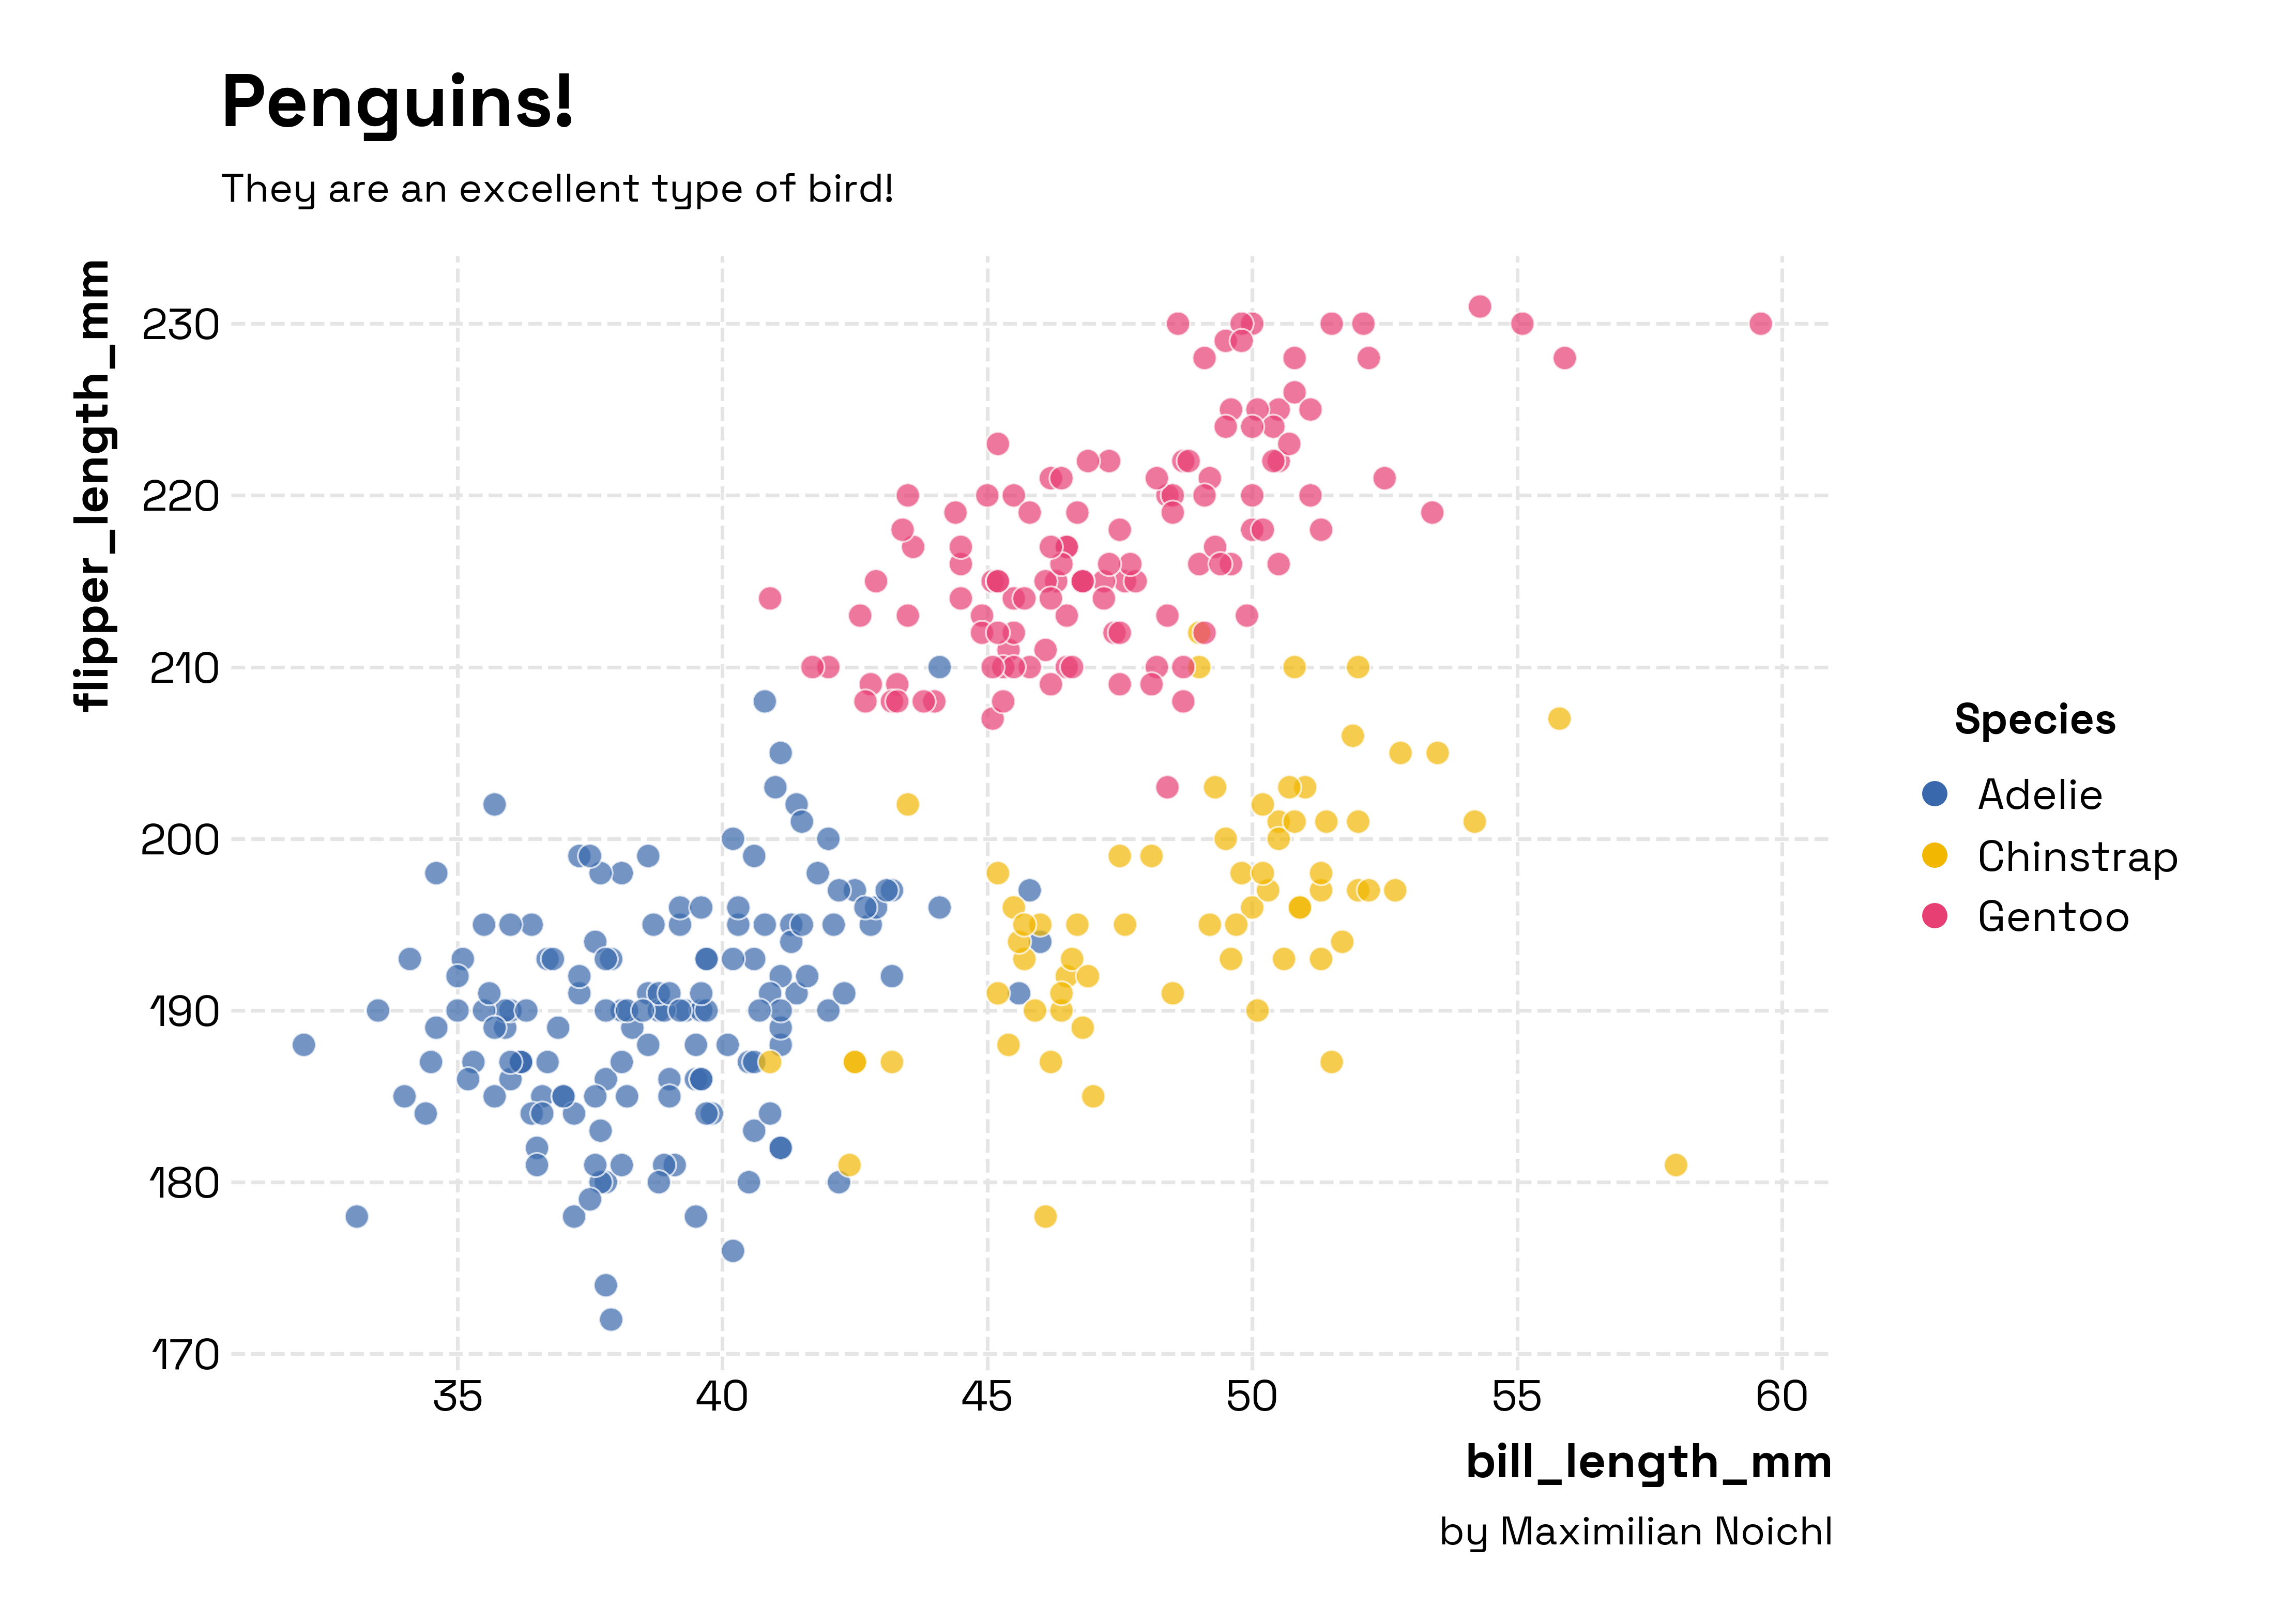 Penguins!
They are an excellent type of bird!
flipper_length_mm
230
220
210
200
190
180
170
35 40 45 50 55 60
bill_length_mm
by Maximilian Noichl
Species
Adelie
Chinstrap
Gentoo